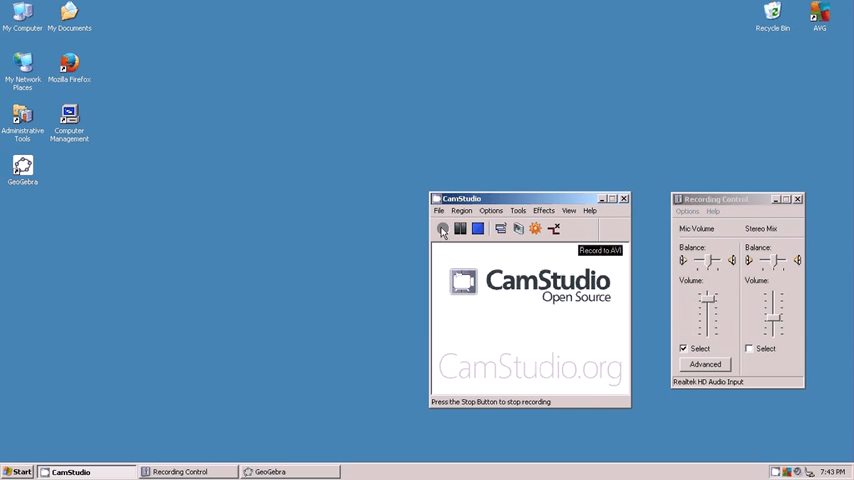 My Computer
My Documents
Recycle Bin
AVG
My Network
Places
Mozilla Firefox
Administrative
Tools
Computer
Management
GeoGebra
CamStudio
File Region Options Tools Effects View Help
Record to AVI
CamStudio
Open Source
CamStudio.org
Press the Stop Button to stop recording
Recording Control
Options Help
Mic Volume Stereo Mix
Balance: Balance:
Volume: Volume:
Select Select
Advanced
Realtek HD Audio Input
Start CamStudio Recording Control GeoGebra 7:43 PM